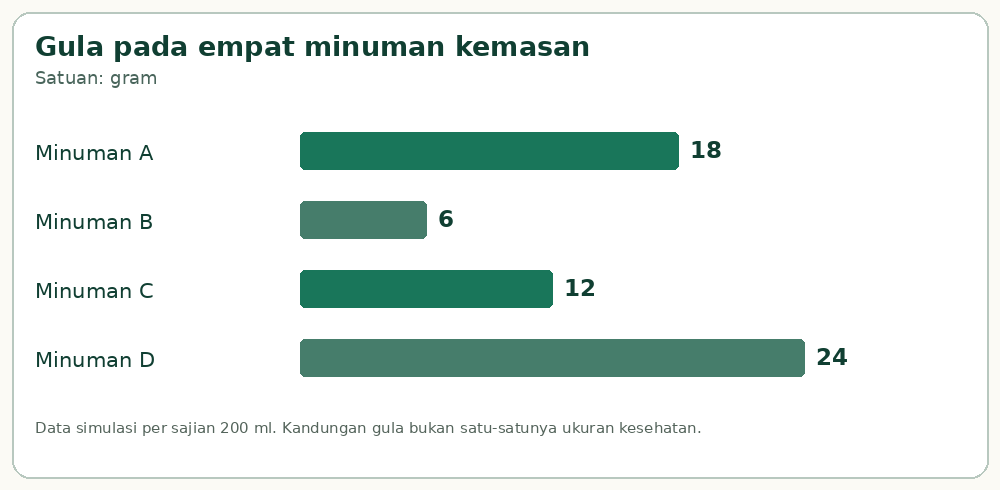 Gula pada empat minuman kemasan
Satuan: gram
Minuman A 18
Minuman B 6
Minuman C 12
Minuman D 24
Data simulasi per sajian 200 ml. Kandungan gula bukan satu-satunya ukuran kesehatan.